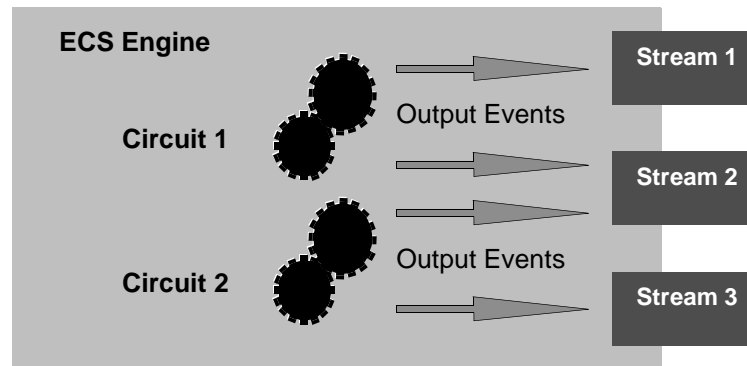 ECS Engine
Stream 1
Output Events
Circuit 1
Stream 2
Output Events
Circuit 2
Stream 3